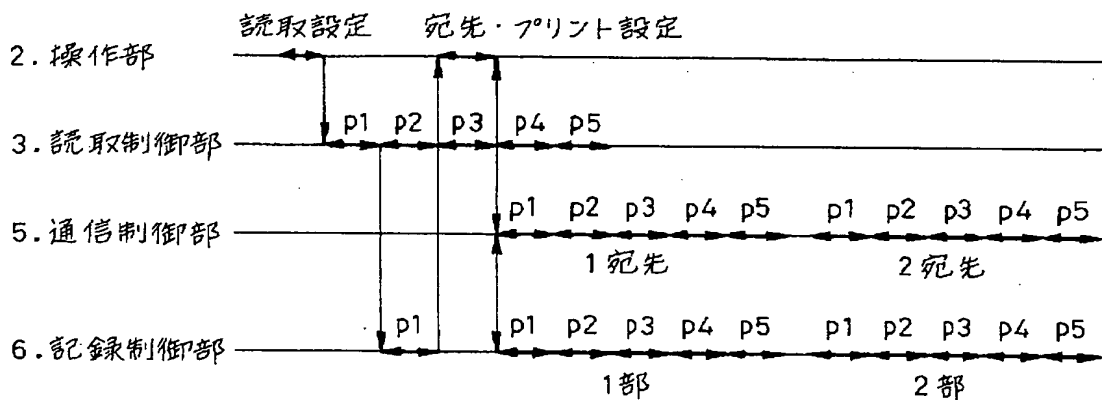 読取設定 宛先・プリント設定
2.操作部
p1 p2 p3 p4 p5
3.読取制御部
p1 p2 p3 p4 p5 p1 p2 p3 p4 p5
5.通信制御部
1宛先 2宛先
p1 p1 p2 p3 p4 p5 p1 p2 p3 p4 p5
6.記録制御部
1部 2部